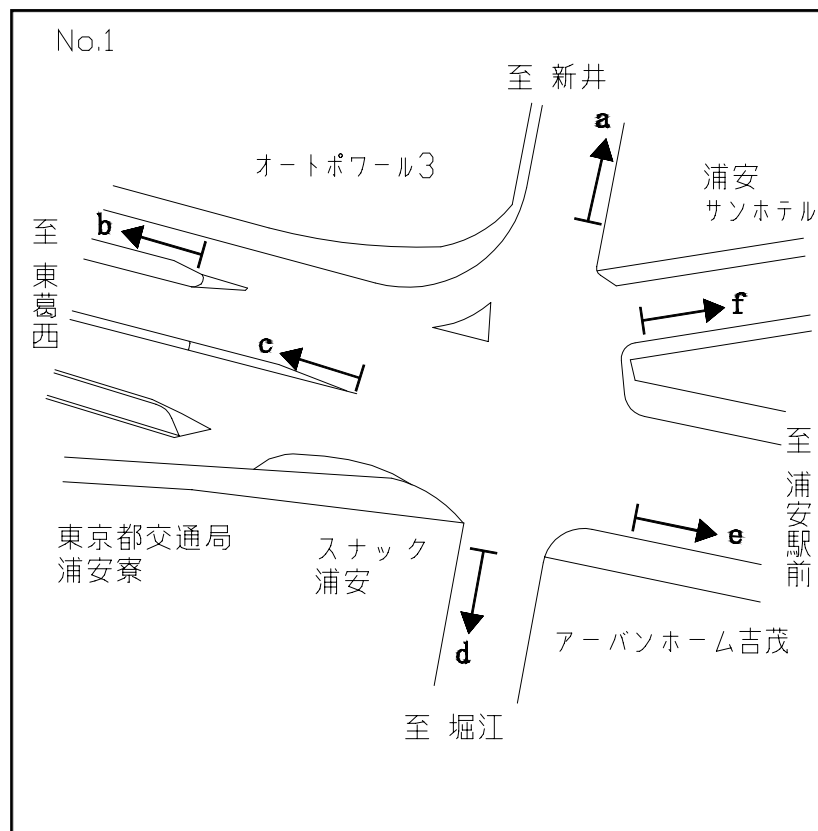 No.1
至 新井
a
オートポワール3
浦安
サンホテル
b
至 東葛西
f
c
至 浦安駅前
東京都交通局
浦安寮
スナック
浦安
e
d
アーバンホーム吉茂
至 堀江